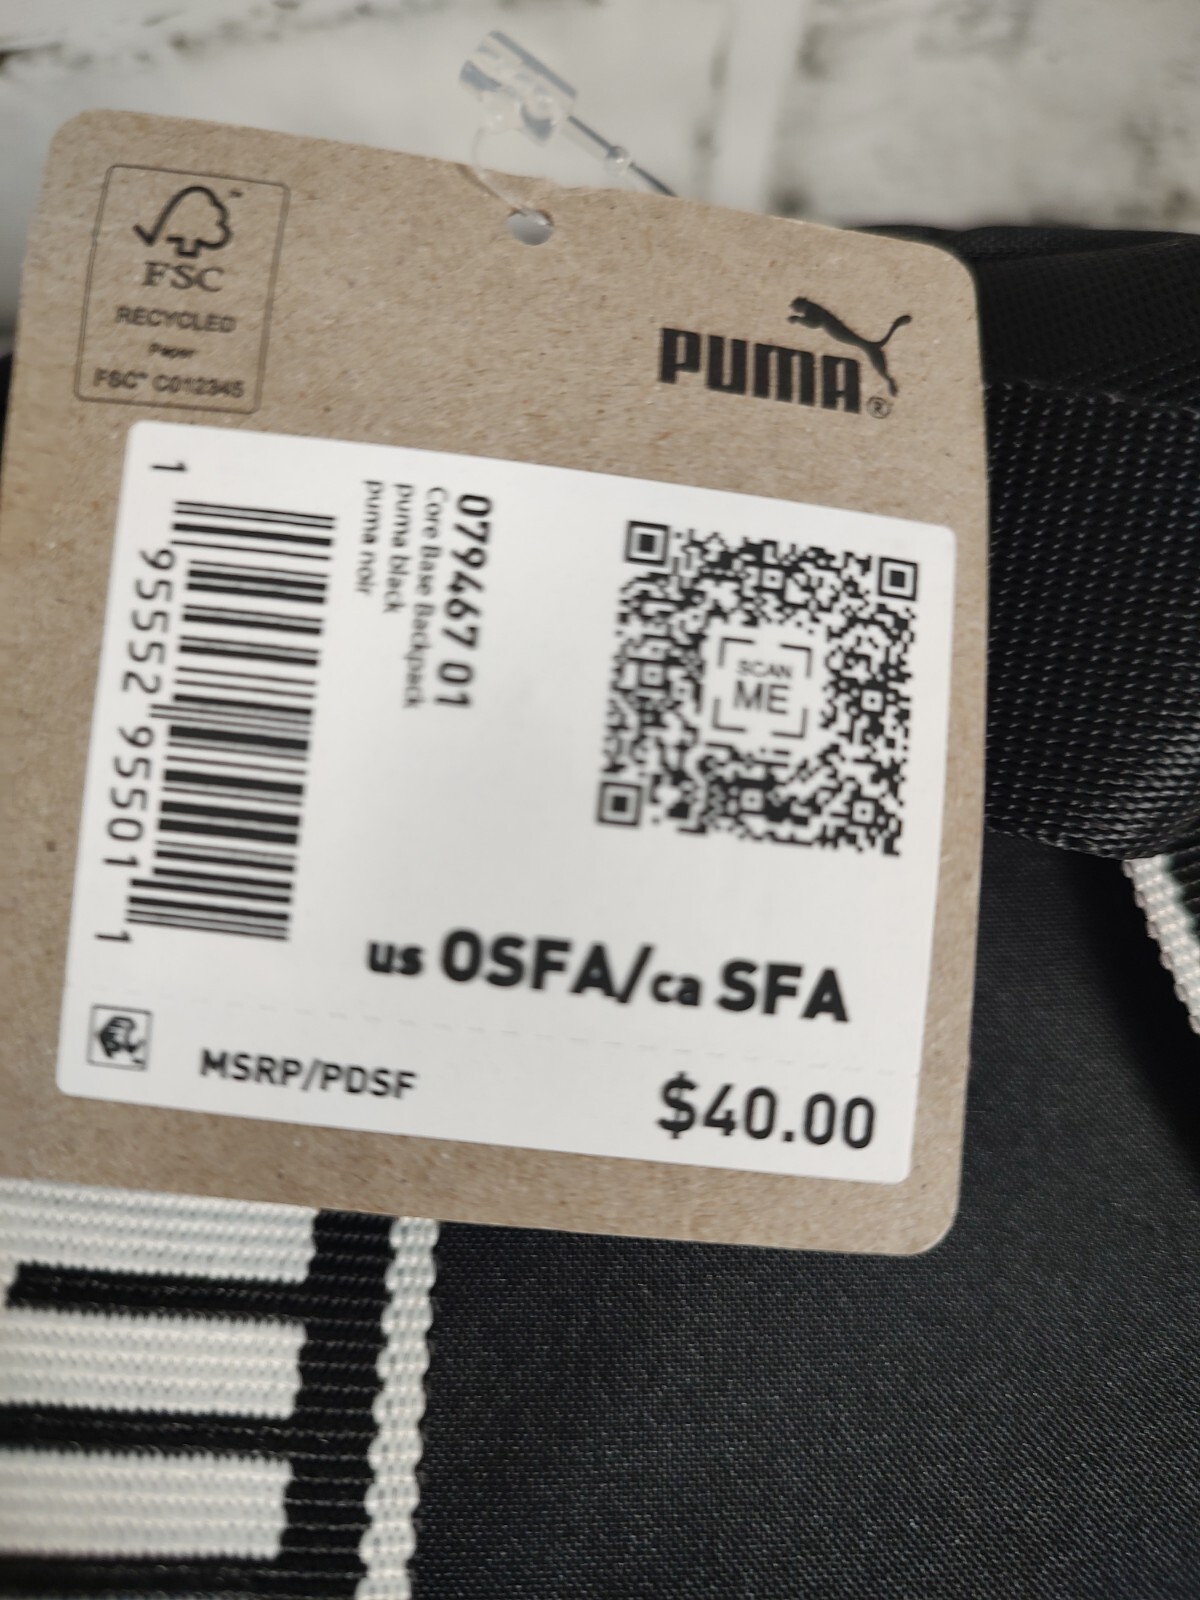 FSC
RECYCLED
Paper
FSC™ C012345
PUMA®
079467 01
Core Base Backpack
puma black
puma noir
SCAN
ME
1 95552 95501 1
us OSFA/ca SFA
MSRP/PDSF $40.00